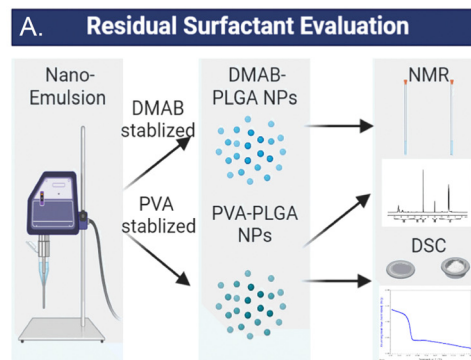 A. Residual Surfactant Evaluation
Nano-
Emulsion
DMAB
stablized
PVA
stablized
DMAB-
PLGA NPs
PVA-PLGA
NPs
NMR
DSC